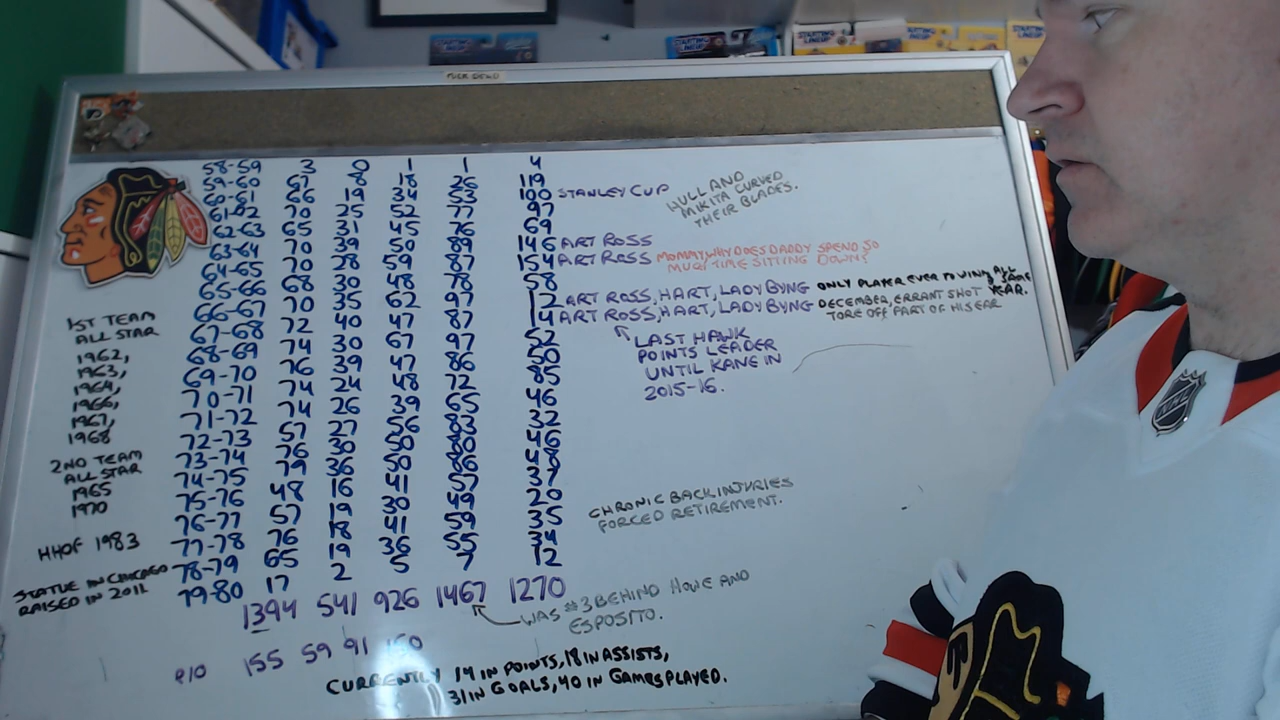 58-59 3 0 1 1 4
59-60 67 8 18 26
60-61 66 19 34 53 STANLEY CUP
61-62 70 25 52 77 97
62-63 65 31 45 76 69
63-64 70 39 50 89 146 ART ROSS
64-65 70 28 59 87 154 ART ROSS
65-66 68 30 48 78 58
66-67 70 35 62 97 12 ART ROSS, HART, LADY BYNG
67-68 72 40 47 87 14 ART ROSS, HART, LADY BYNG
68-69 74 30 97 52
69-70 76 39 47 86 50
70-71 74 24 48 72 85
71-72 74 26 39 65 46
72-73 57 27 56 83 32
73-74 76 30 50 46
74-75 79 36 50 86
75-76 48 16 41 37
76-77 57 19 30 49 20
77-78 76 18 41 59 35
78-79 65 19 36 55 34
79-80 17 2 5 7 12
1394 541 926 1467 1270
P/O 155 59 91 150
CURRENTLY 14 IN POINTS, 18 IN ASSISTS,
31 IN GOALS, 40 IN GAMES PLAYED.
HULL AND
MIKITA CURVED
THEIR BLADES.
MOMMY, WHY DOES DADDY SPEND SO
MUCH TIME SITTING DOWN?
ONLY PLAYER EVER TO WIN ALL
YEAR.
DECEMBER, ERRANT SHOT
TORE OFF PART OF HIS EAR
LAST HAWK
POINTS LEADER
UNTIL KANE IN
2015-16.
CHRONIC BACK INJURIES
FORCED RETIREMENT.
WAS #3 BEHIND HOWE AND
ESPOSITO.
1ST TEAM
ALL STAR
1962,
1963,
1964,
1966,
1967,
1968
2ND TEAM
ALL STAR
1965
1970
HHOF 1983
STATUE IN CHICAGO
RAISED IN 2011
STARTING LINEUP
STARTING LINEUP
STARTING LINEUP
NHL